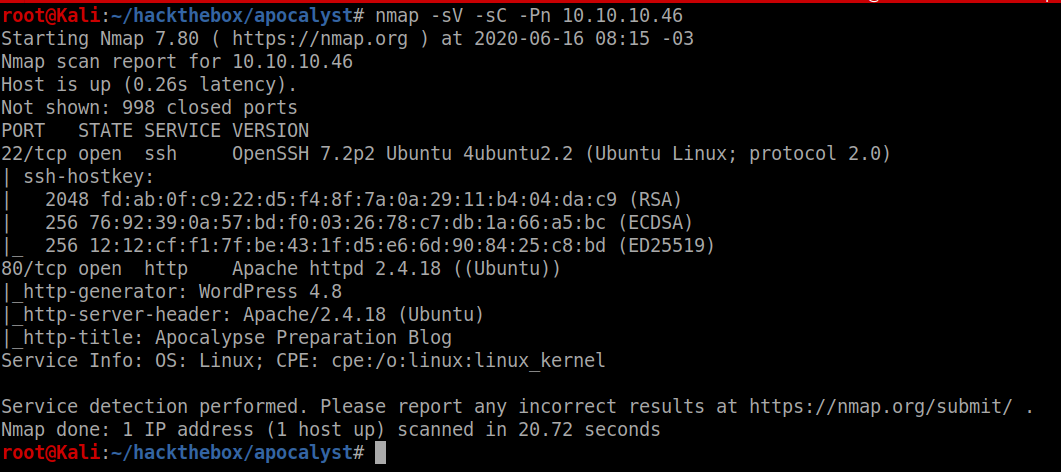 root@Kali:~/hackthebox/apocalyst# nmap -sV -sC -Pn 10.10.10.46
Starting Nmap 7.80 ( https://nmap.org ) at 2020-06-16 08:15 -03
Nmap scan report for 10.10.10.46
Host is up (0.26s latency).
Not shown: 998 closed ports
PORT   STATE SERVICE VERSION
22/tcp open  ssh     OpenSSH 7.2p2 Ubuntu 4ubuntu2.2 (Ubuntu Linux; protocol 2.0)
| ssh-hostkey:
|   2048 fd:ab:0f:c9:22:d5:f4:8f:7a:0a:29:11:b4:04:da:c9 (RSA)
|   256 76:92:39:0a:57:bd:f0:03:26:78:c7:db:1a:66:a5:bc (ECDSA)
|_  256 12:12:cf:f1:7f:be:43:1f:d5:e6:6d:90:84:25:c8:bd (ED25519)
80/tcp open  http    Apache httpd 2.4.18 ((Ubuntu))
|_http-generator: WordPress 4.8
|_http-server-header: Apache/2.4.18 (Ubuntu)
|_http-title: Apocalypse Preparation Blog
Service Info: OS: Linux; CPE: cpe:/o:linux:linux_kernel

Service detection performed. Please report any incorrect results at https://nmap.org/submit/ .
Nmap done: 1 IP address (1 host up) scanned in 20.72 seconds
root@Kali:~/hackthebox/apocalyst#